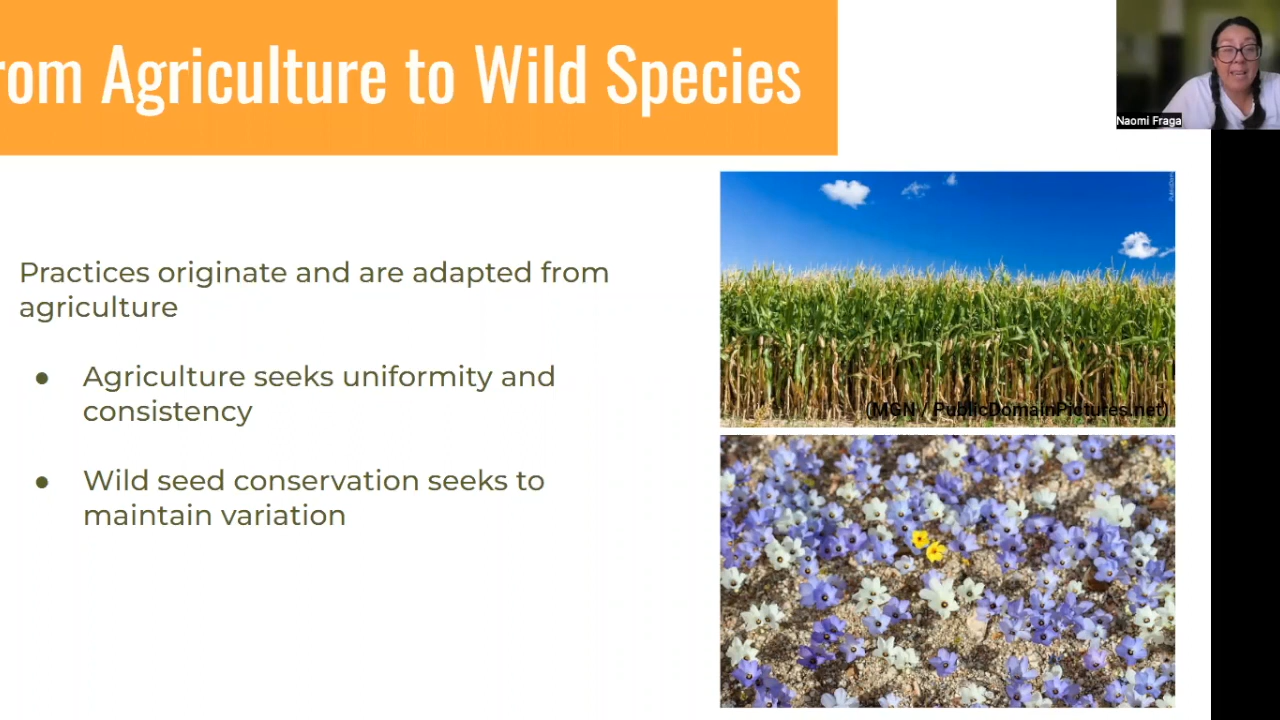 rom Agriculture to Wild Species
Naomi Fraga
Practices originate and are adapted from
agriculture
● Agriculture seeks uniformity and
consistency
● Wild seed conservation seeks to
maintain variation
(MGN / PublicDomainPictures.net)